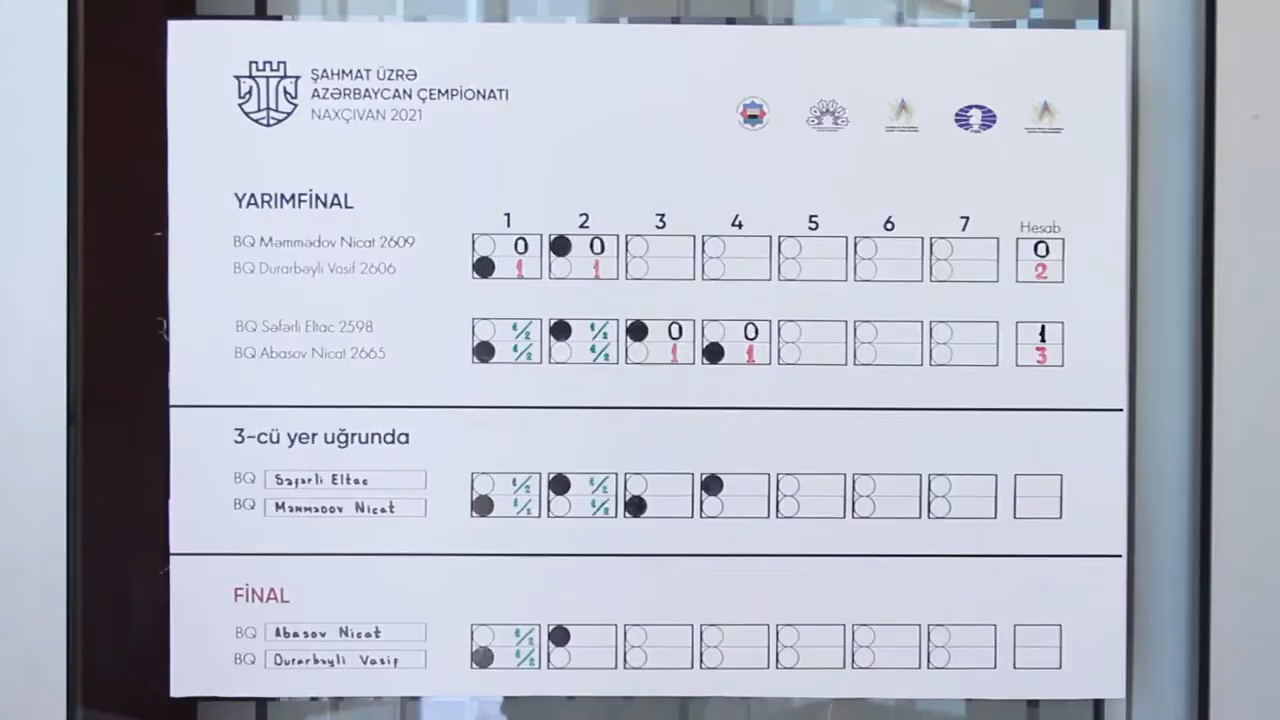 ŞAHMAT ÜZRƏ
AZƏRBAYCAN ÇEMPİONATI
NAXÇIVAN 2021
YARIMFİNAL
1 2 3 4 5 6 7 Hesab
BQ Məmmədov Nicat 2609 0 0 0
BQ Durarbəyli Vasif 2606 1 1 2
BQ Səfərli Eltac 2598 1/2 1/2 0 0 1
BQ Abasov Nicat 2665 1/2 1/2 1 1 3
3-cü yer uğrunda
BQ Səfərli Eltac 1/2 1/2
BQ Məmmədov Nicat 1/2 1/2
FİNAL
BQ Abasov Nicat 1/2
BQ Durarbəyli Vasif 1/2